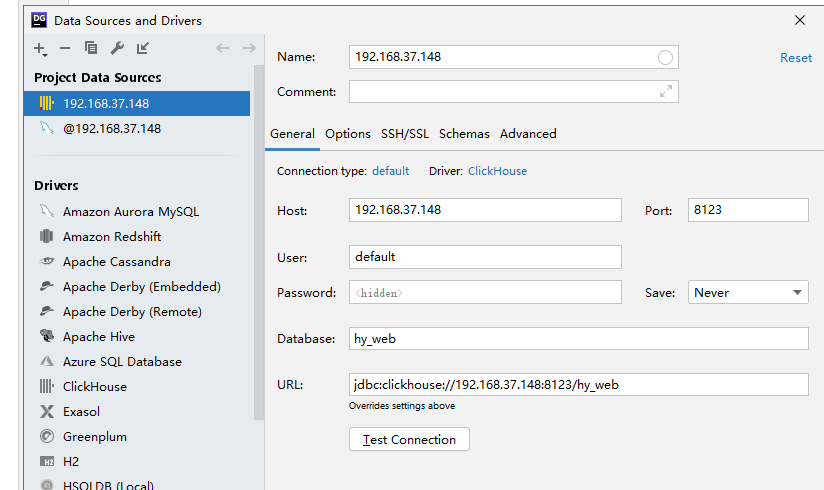 DG Data Sources and Drivers
Project Data Sources
192.168.37.148
@192.168.37.148
Drivers
Amazon Aurora MySQL
Amazon Redshift
Apache Cassandra
Apache Derby (Embedded)
Apache Derby (Remote)
Apache Hive
Azure SQL Database
ClickHouse
Exasol
Greenplum
H2 H2
HSQLDB (Local)
Name: 192.168.37.148 Reset
Comment:
General Options SSH/SSL Schemas Advanced
Connection type: default Driver: ClickHouse
Host: 192.168.37.148 Port: 8123
User: default
Password: <hidden> Save: Never
Database: hy_web
URL: jdbc:clickhouse://192.168.37.148:8123/hy_web
Overrides settings above
Test Connection